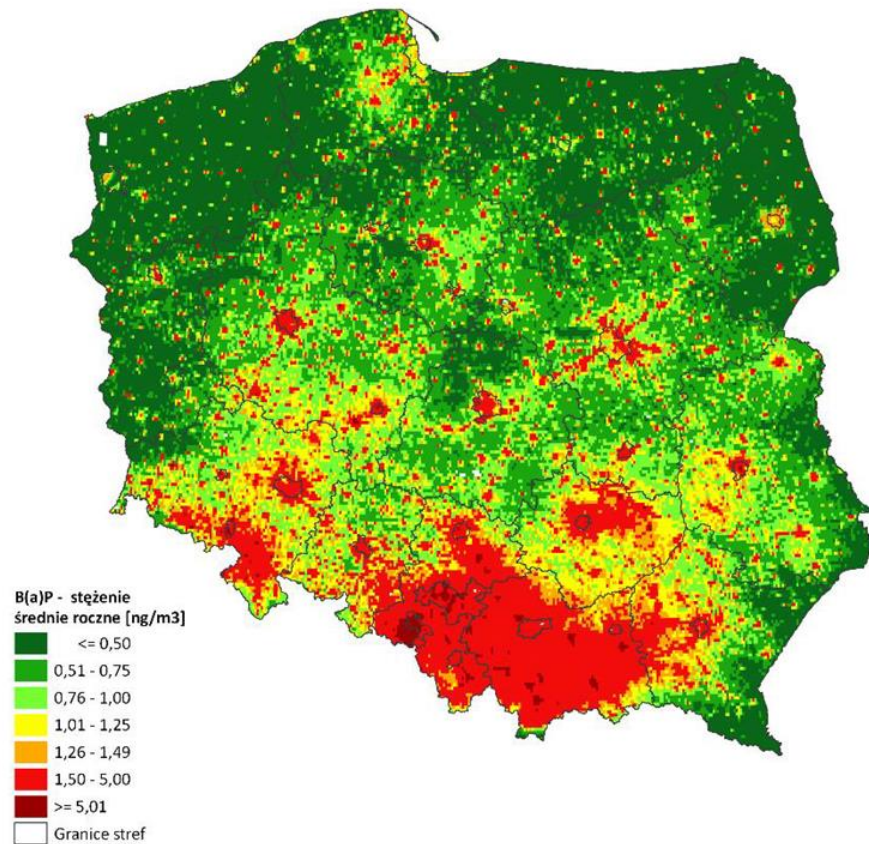 B(a)P - stężenie
średnie roczne [ng/m3]
<= 0,50
0,51 - 0,75
0,76 - 1,00
1,01 - 1,25
1,26 - 1,49
1,50 - 5,00
>= 5,01
Granice stref